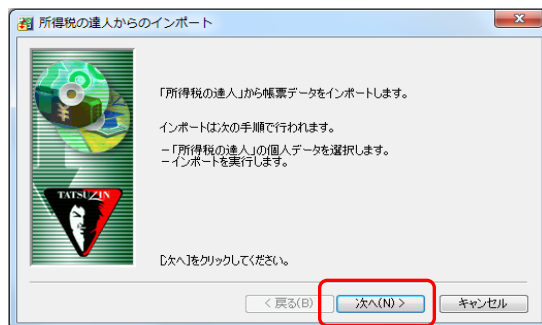 所得税の達人からのインポート
「所得税の達人」から帳票データをインポートします。
インポートは次の手順で行われます。
－「所得税の達人」の個人データを選択します。
－インポートを実行します。
TATSUZIN
[次へ]をクリックしてください。
< 戻る(B) 次へ(N) > キャンセル